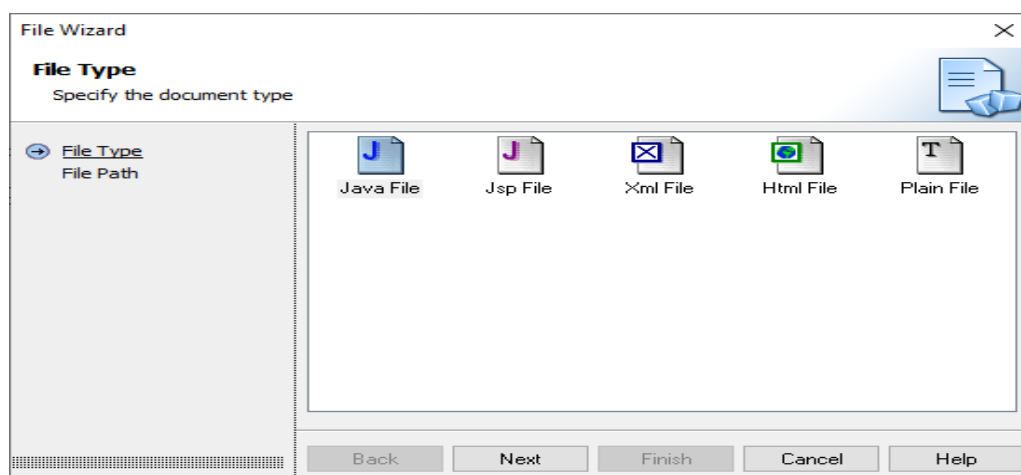 File Wizard
File Type
Specify the document type
File Type
File Path
J J T
Java File Jsp File Xml File Html File Plain File
Back Next Finish Cancel Help